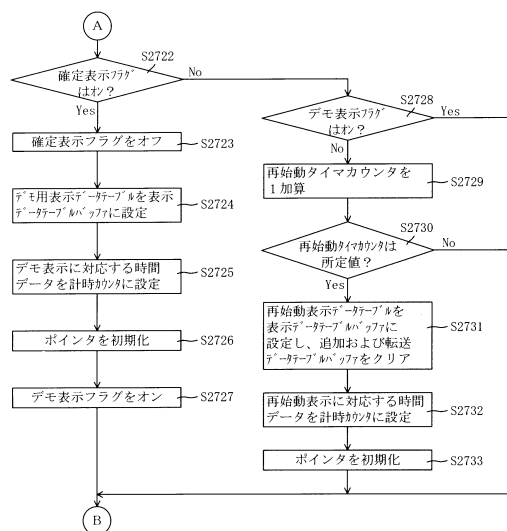 A
S2722
確定表示フラグ
はオン?
No
Yes
確定表示フラグをオフ
S2723
デモ用表示データテーブルを表示
データテーブルバッファに設定
S2724
デモ表示に対応する時間
データを計時カウンタに設定
S2725
ポインタを初期化
S2726
デモ表示フラグをオン
S2727
S2728
デモ表示フラグ
はオン?
Yes
No
再始動タイマカウンタを
1加算
S2729
S2730
再始動タイマカウンタは
所定値?
No
Yes
再始動表示データテーブルを
表示データテーブルバッファに
設定し、追加および転送
データテーブルバッファをクリア
S2731
再始動表示に対応する時間
データを計時カウンタに設定
S2732
ポインタを初期化
S2733
B